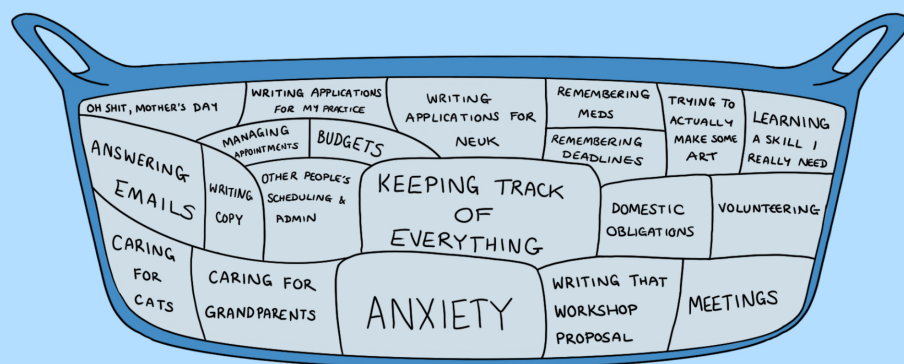 OH SHIT, MOTHER'S DAY
WRITING APPLICATIONS
FOR MY PRACTICE
WRITING
APPLICATIONS FOR
NEUK
REMEMBERING
MEDS
TRYING TO
ACTUALLY
MAKE SOME
ART
LEARNING
A SKILL I
REALLY NEED
ANSWERING
EMAILS
MANAGING
APPOINTMENTS
BUDGETS
REMEMBERING
DEADLINES
WRITING
COPY
OTHER PEOPLE'S
SCHEDULING &
ADMIN
KEEPING TRACK
OF
EVERYTHING
DOMESTIC
OBLIGATIONS
VOLUNTEERING
CARING
FOR
CATS
CARING FOR
GRANDPARENTS
ANXIETY
WRITING THAT
WORKSHOP
PROPOSAL
MEETINGS